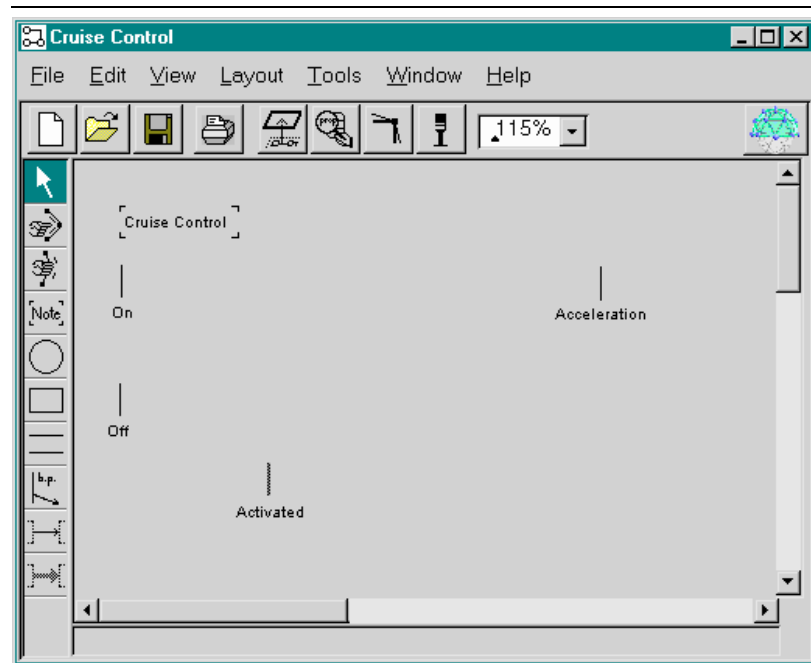 Cruise Control
File Edit View Layout Tools Window Help
115%
Cruise Control
Note
On
Acceleration
b.p.
Off
Activated